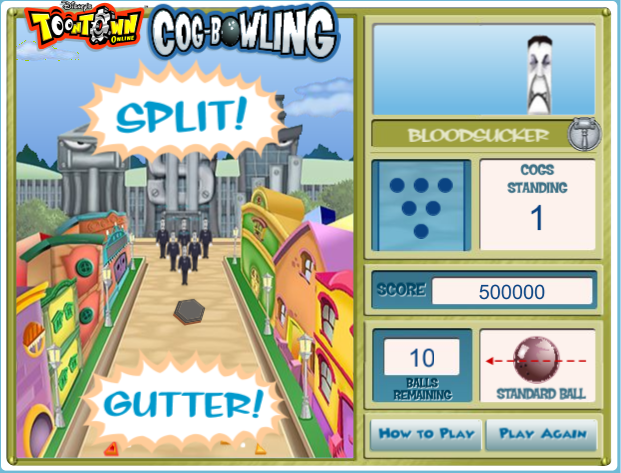 Disney's
TOONTOWN
ONLINE
COG-BOWLING
SPLIT!
BLOODSUCKER
COGS
STANDING
1
SCORE 500000
10
BALLS
REMAINING
STANDARD BALL
GUTTER!
HOW TO PLAY
PLAY AGAIN